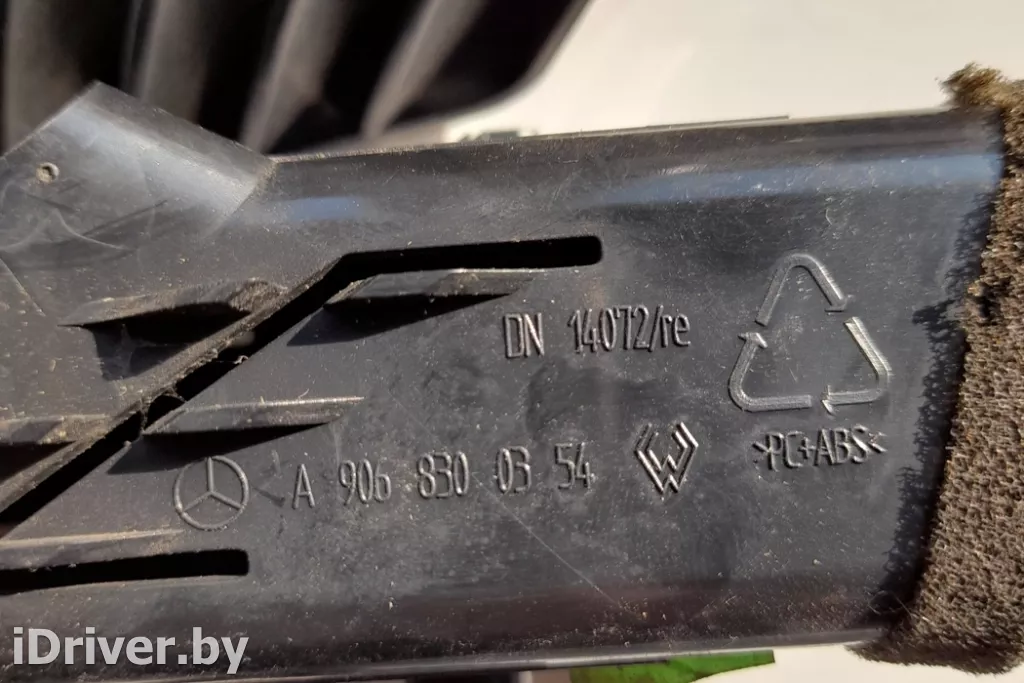 DN 14072/re
A 906 830 03 54
>PC+ABS<
iDriver.by